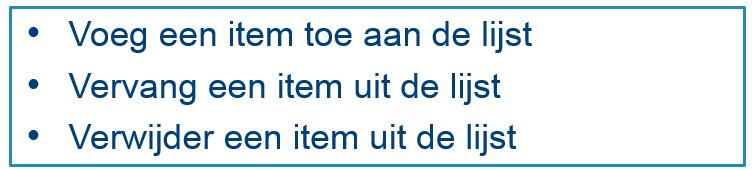 • Voeg een item toe aan de lijst
• Vervang een item uit de lijst
• Verwijder een item uit de lijst